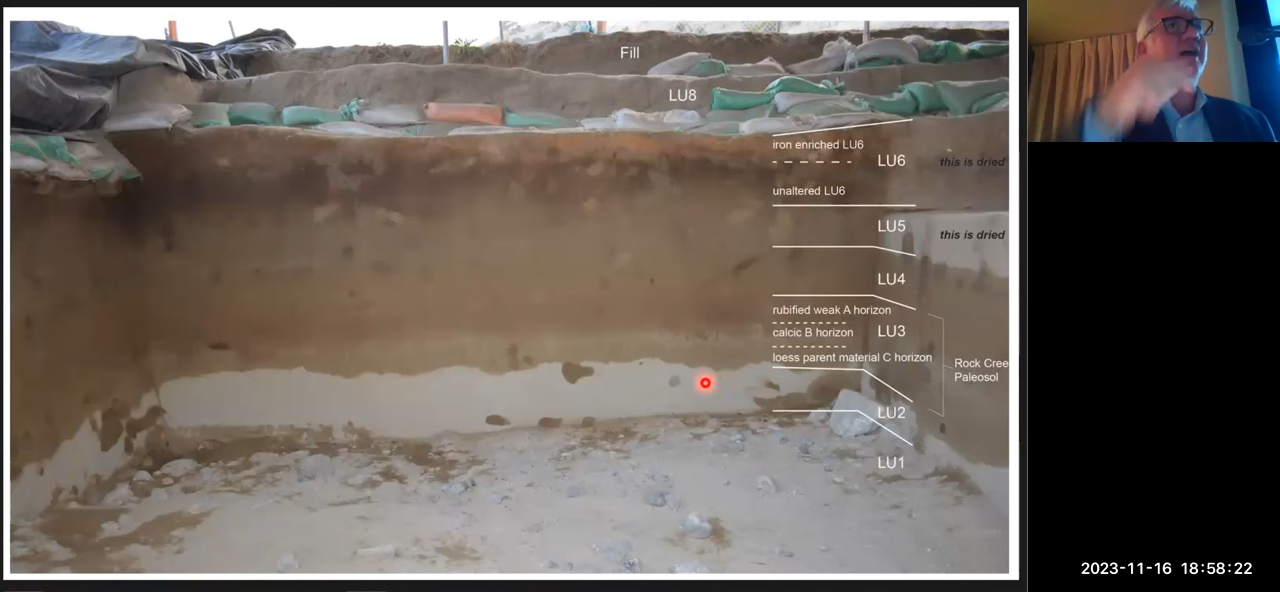 Fill
LU8
iron enriched LU6
LU6
this is dried
unaltered LU6
LU5
this is dried
LU4
rubified weak A horizon
calcic B horizon
LU3
loess parent material C horizon
Rock Cree
Paleosol
LU2
LU1
2023-11-16 18:58:22